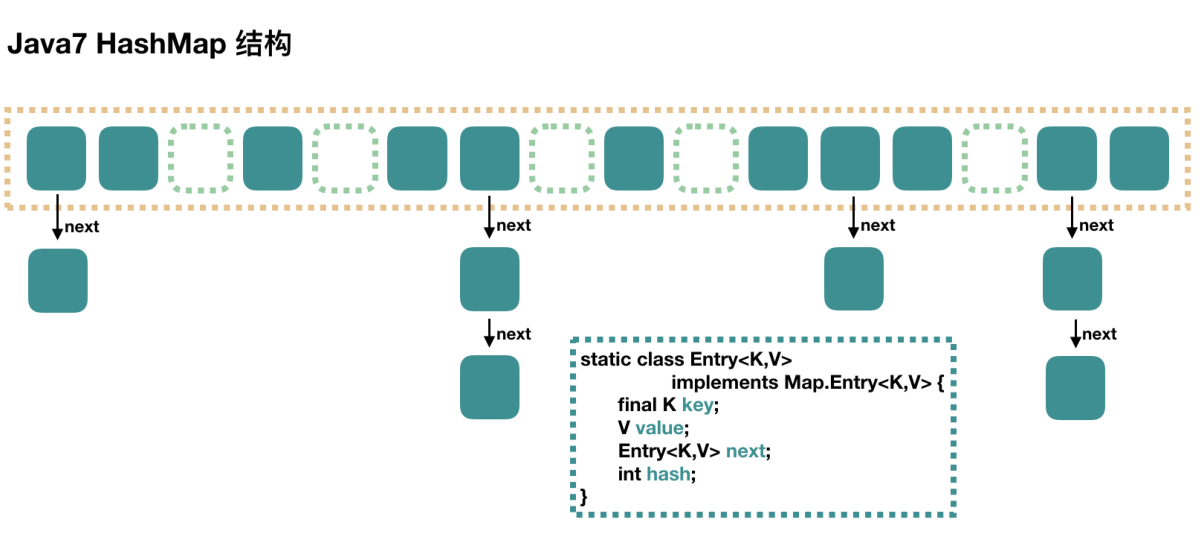 Java7 HashMap 结构
next
next
next
next
next
next
static class Entry<K,V>
implements Map.Entry<K,V> {
final K key;
V value;
Entry<K,V> next;
int hash;
}